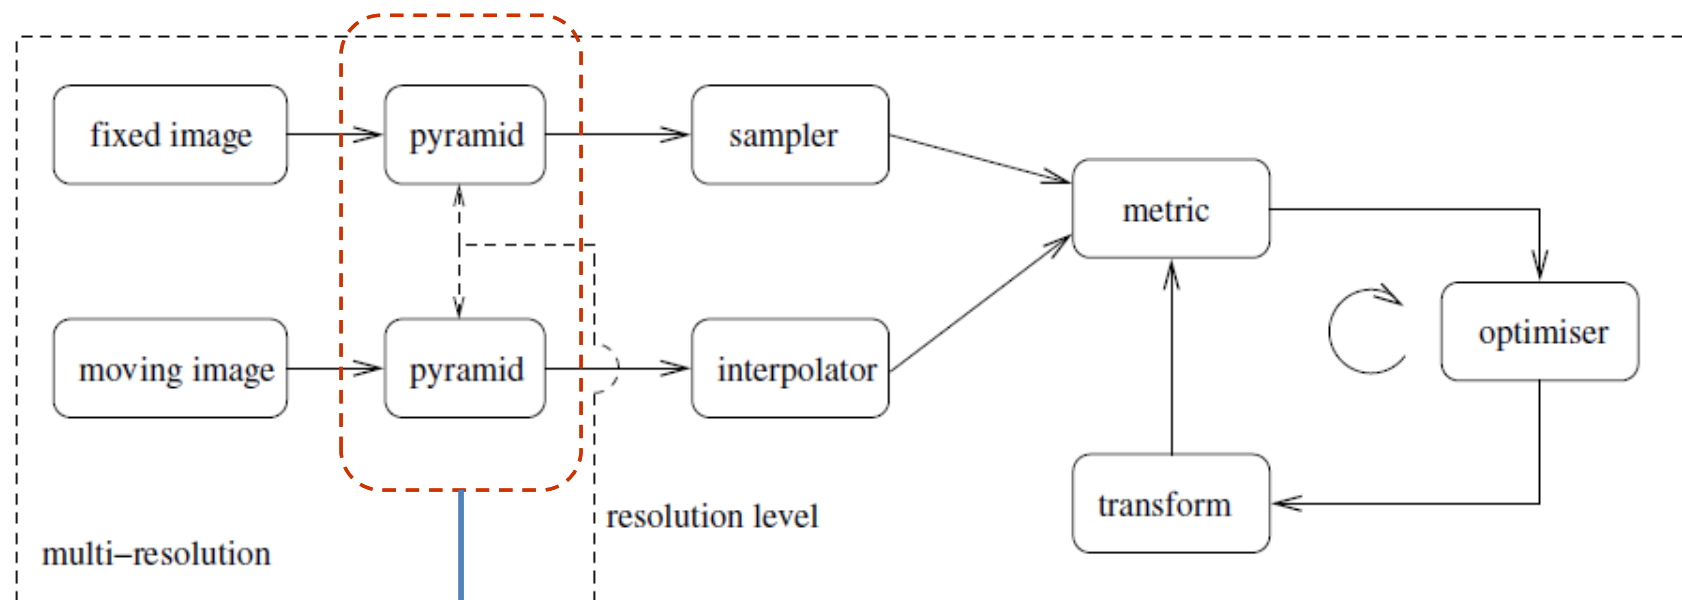 fixed image
pyramid
sampler
metric
optimiser
moving image
pyramid
interpolator
transform
resolution level
multi−resolution